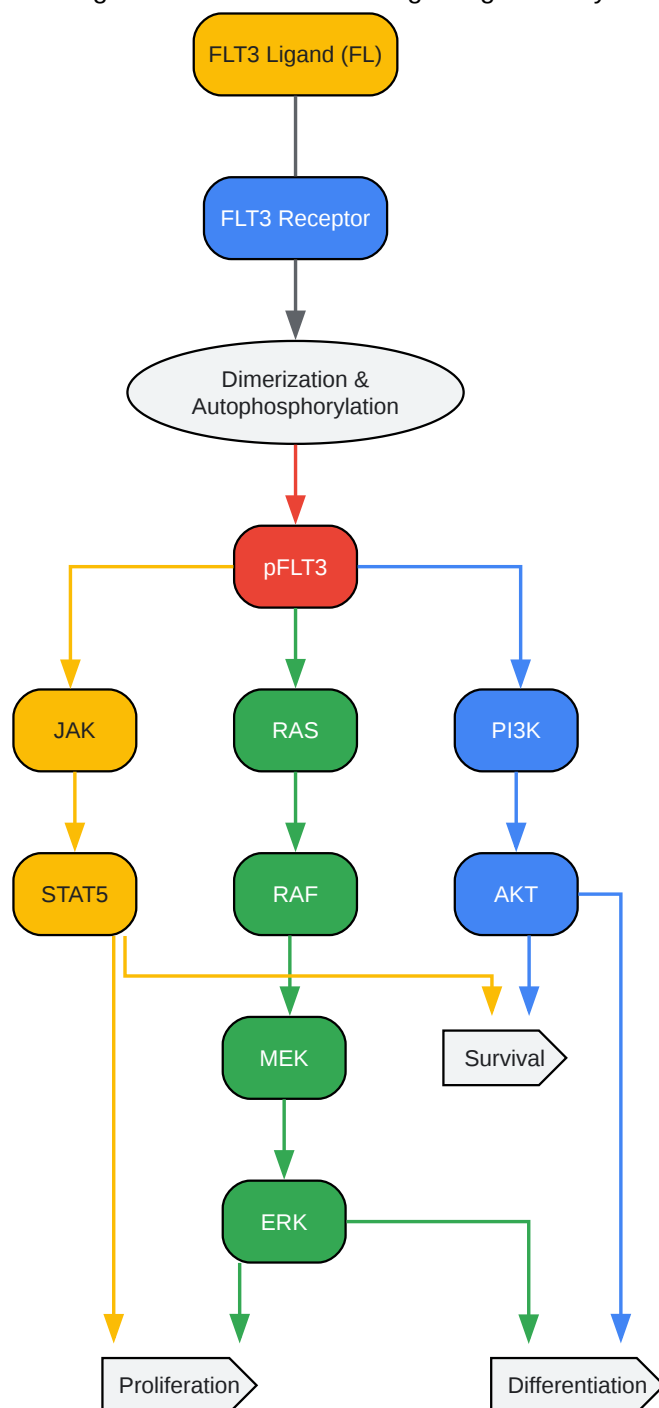 FLT3 Ligand (FL)
FLT3 Receptor
Dimerization &
Autophosphorylation
pFLT3
JAK
RAS
PI3K
STAT5
RAF
AKT
MEK
Survival
ERK
Proliferation
Differentiation